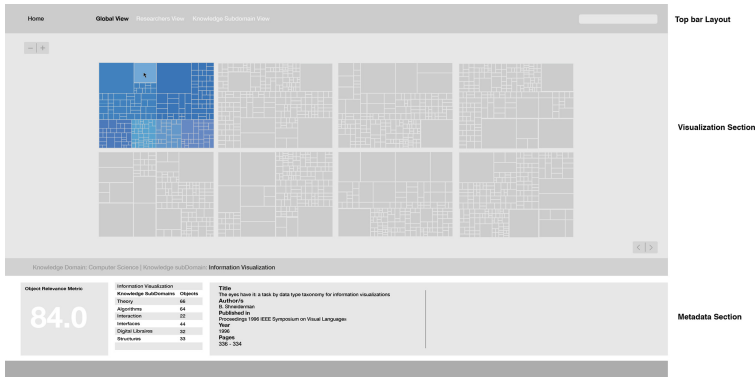 Home Global View Researchers View Knowledge Subdomain View
Top bar Layout
− +
Visualization Section
< >
Knowledge Domain: Computer Science | Knowledge subDomain: Information Visualization
Object Relevance Metric
84.0
Information Visualization
Knowledge SubDomains Objects
Theory 66
Algorithms 64
Interaction 22
Interfaces 44
Digital Libraires 32
Structures 33
Title
The eyes have it: a task by data type taxonomy for information visualizations
Author/s
B. Shneiderman
Published in
Proceedings 1996 IEEE Symposium on Visual Languages
Year
1996
Pages
336 - 334
Metadata Section